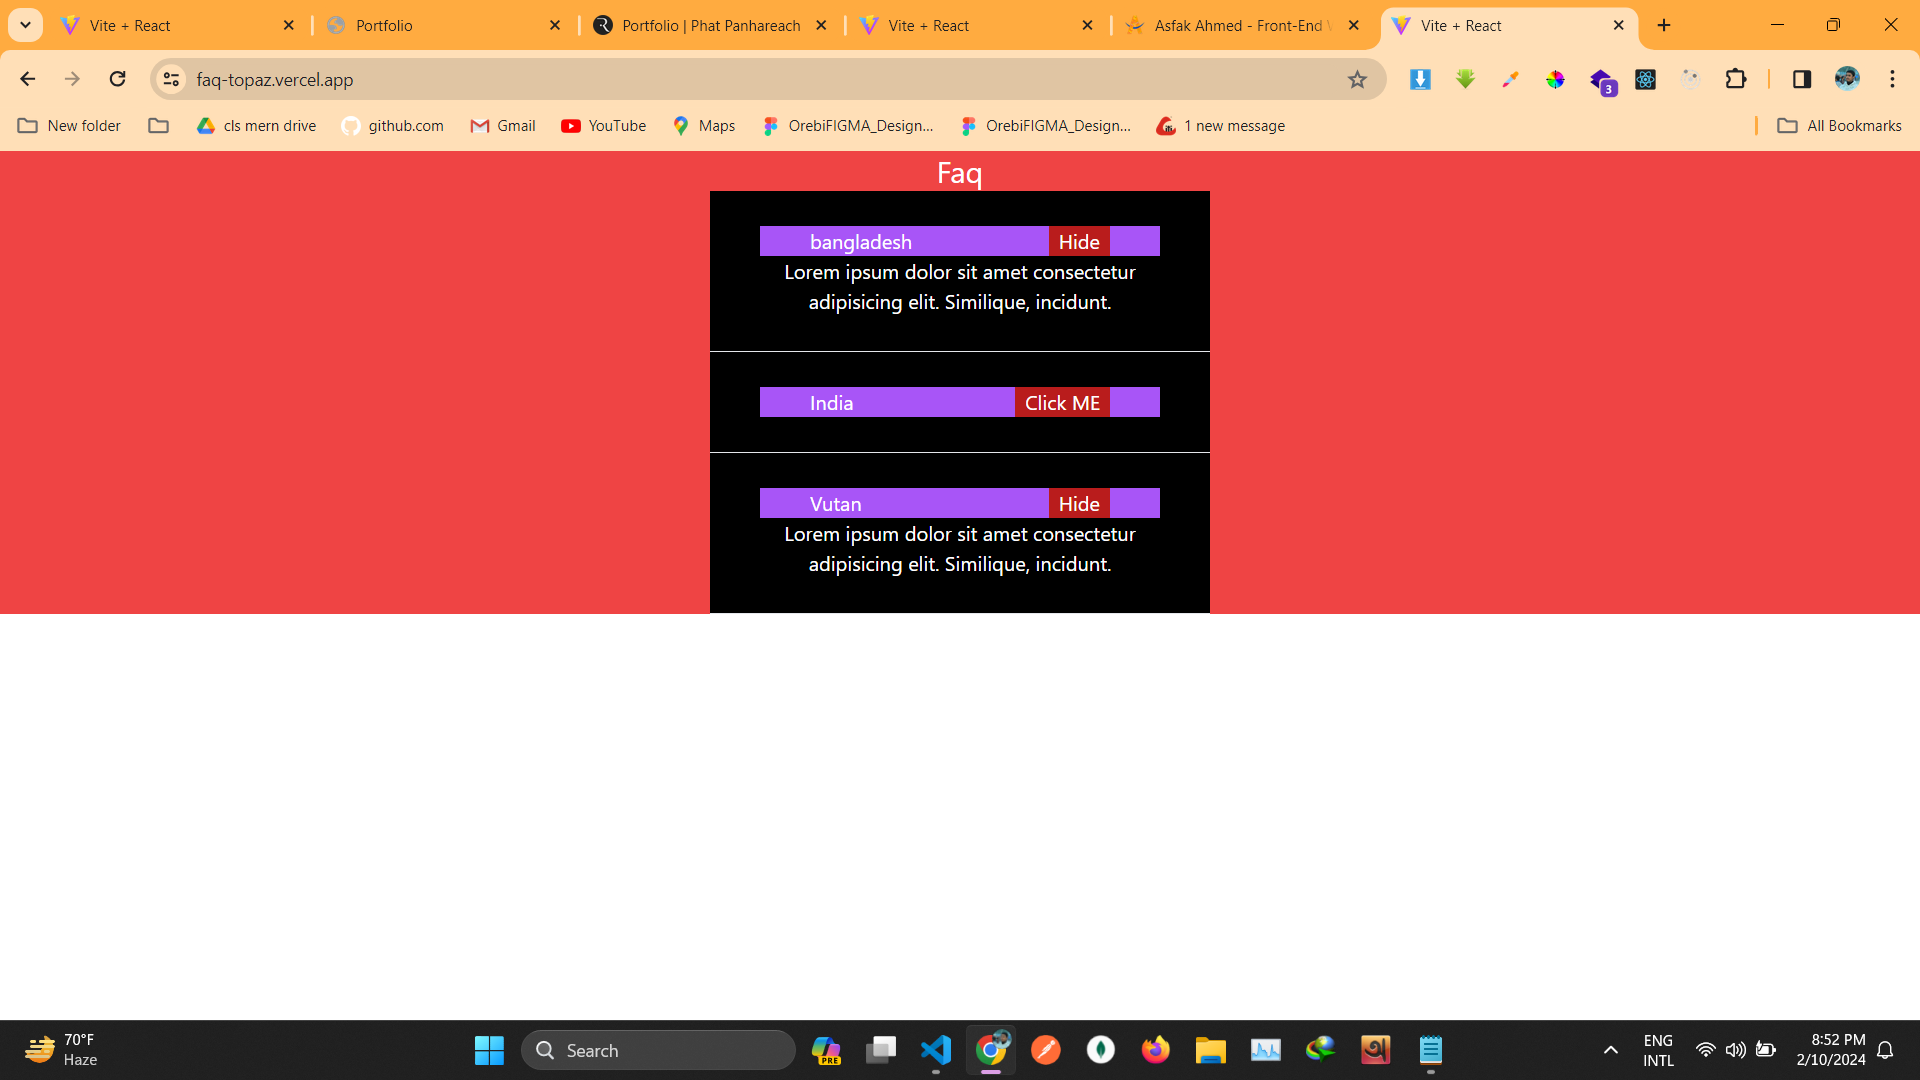 Vite + React
Portfolio
Portfolio | Phat Panhareach
Vite + React
Asfak Ahmed - Front-End
Vite + React
faq-topaz.vercel.app
3
New folder
cls mern drive
github.com
Gmail
YouTube
Maps
OrebiFIGMA_Design...
OrebiFIGMA_Design...
1 new message
All Bookmarks
Faq
bangladesh
Hide
Lorem ipsum dolor sit amet consectetur
adipisicing elit. Similique, incidunt.
India
Click ME
Vutan
Hide
Lorem ipsum dolor sit amet consectetur
adipisicing elit. Similique, incidunt.
70°F
Haze
Search
PRE
ENG
INTL
8:52 PM
2/10/2024